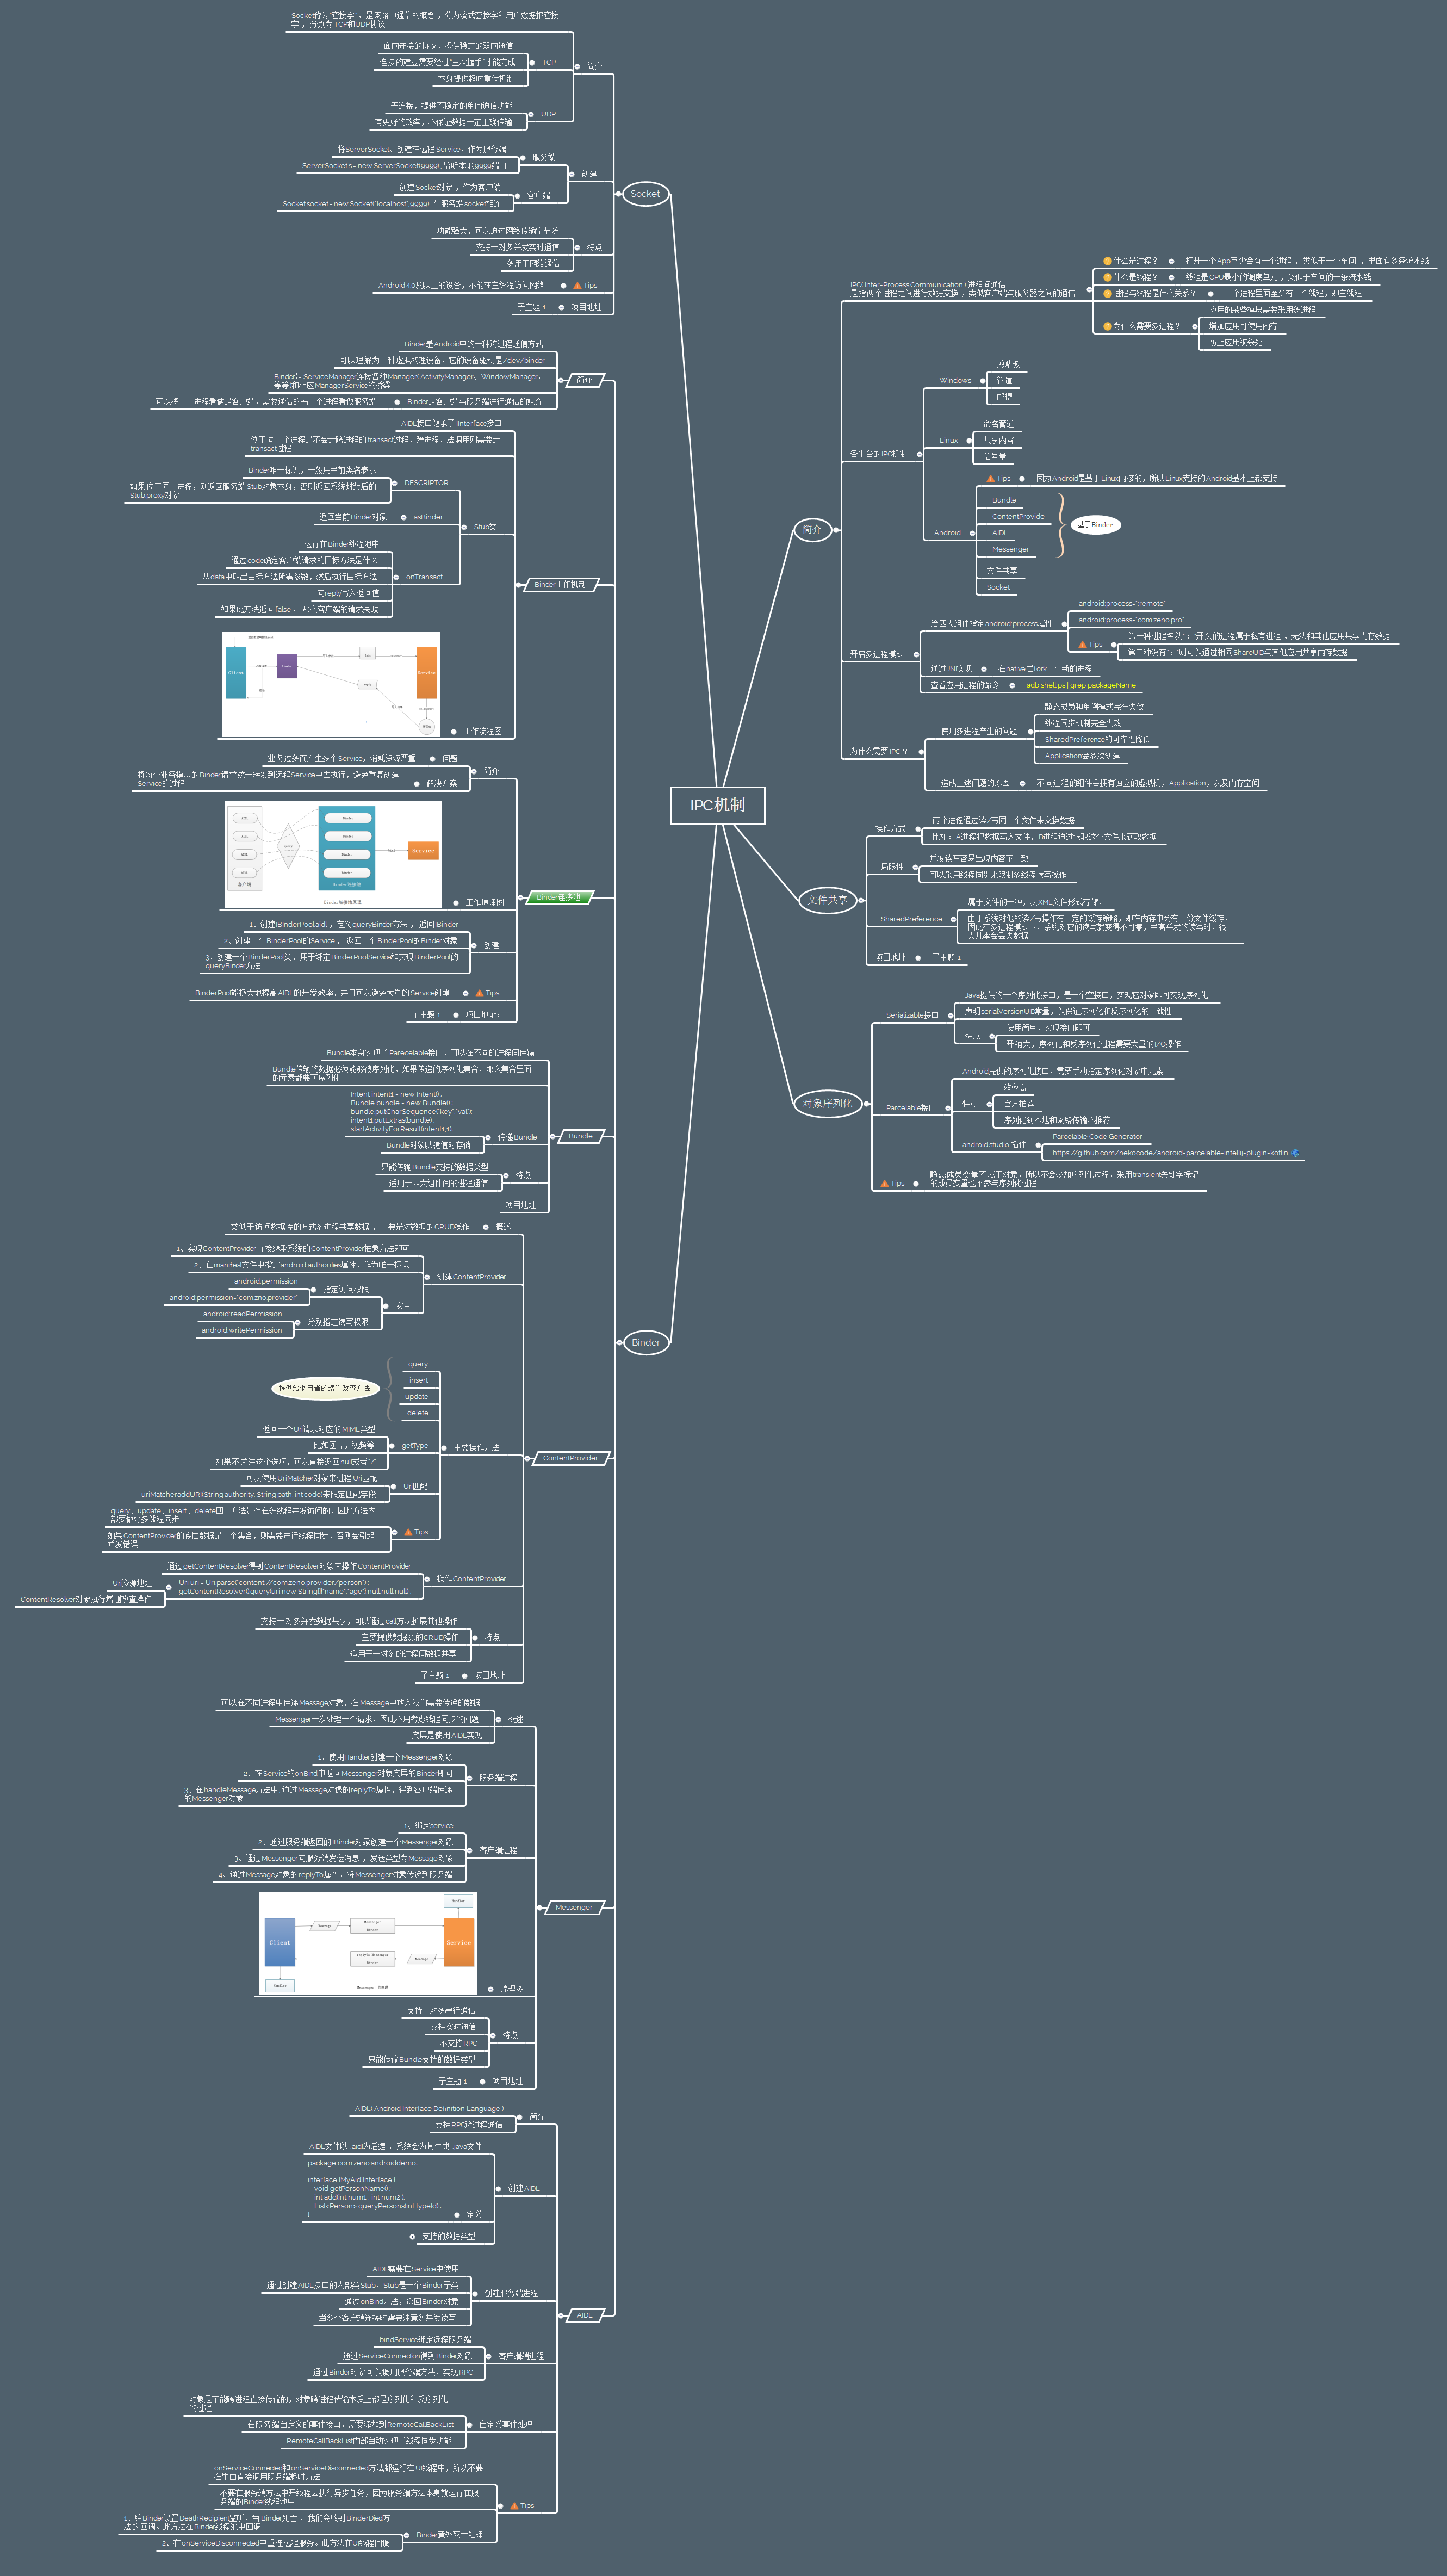 IPC机制
简介
IPC( Inter-Process Communication ) 进程间通信
是指两个进程之间进行数据交换 ，类似客户端与服务器之间的通信
什么是进程？
打开一个App至少会有一个进程 ，类似于一个车间 ，里面有多条流水线
什么是线程？
线程是CPU最小的调度单元 ，类似于车间的一条流水线
进程与线程是什么关系？
一个进程里面至少有一个线程，即主线程
为什么需要多进程？
应用的某些模块需要采用多进程
增加应用可使用内存
防止应用被杀死
各平台的IPC机制
Windows
剪贴板
管道
邮槽
Linux
命名管道
共享内容
信号量
Android
Tips
因为Android是基于Linux内核的，所以Linux支持的Android基本上都支持
Bundle
ContentProvide
AIDL
Messenger
基于Binder
文件共享
Socket
开启多进程模式
给四大组件指定android:process属性
android:process=":remote"
android:process="com.zeno.pro"
Tips
第一种进程名以“ : ”开头的进程属于私有进程 ，无法和其他应用共享内存数据
第二种没有“ : ”则可以通过相同ShareUID与其他应用共享内存数据
通过JNI实现
在native层fork一个新的进程
查看应用进程的命令
adb shell ps | grep packageName
为什么需要 IPC ？
使用多进程产生的问题
静态成员和单例模式完全失效
线程同步机制完全失效
SharedPreference的可靠性降低
Application会多次创建
造成上述问题的原因
不同进程的组件会拥有独立的虚拟机，Application，以及内存空间
文件共享
操作方式
两个进程通过读/写同一个文件来交换数据
比如：A进程把数据写入文件，B进程通过读取这个文件来获取数据
局限性
并发读写容易出现内容不一致
可以采用线程同步来限制多线程读写操作
SharedPreference
属于文件的一种，以XML文件形式存储，
由于系统对他的读/写操作有一定的缓存策略，即在内存中会有一份文件缓存，
因此在多进程模式下，系统对它的读写就变得不可靠，当高并发的读写时，很
大几率会丢失数据
项目地址
子主题 1
对象序列化
Serializable接口
Java提供的一个序列化接口，是一个空接口，实现它对象即可实现序列化
声明serialVersionUID常量，以保证序列化和反序列化的一致性
特点
使用简单，实现接口即可
开销大 ，序列化和反序列化过程需要大量的I/O操作
Parcelable接口
Android提供的序列化接口，需要手动指定序列化对象中元素
特点
效率高
官方推荐
序列化到本地和网络传输不推荐
android studio 插件
Parcelable Code Generator
https://github.com/nekocode/android-parcelable-intellij-plugin-kotlin
Tips
静态成员变量不属于对象，所以不会参加序列化过程，采用transient关键字标记
的成员变量也不参与序列化过程
Socket
简介
Socket称为“套接字” ，是网络中通信的概念 ，分为流式套接字和用户数据报套接
字 ，分别为TCP和UDP协议
TCP
面向连接的协议，提供稳定的双向通信
连接的建立需要经过“三次握手”才能完成
本身提供超时重传机制
UDP
无连接，提供不稳定的单向通信功能
有更好的效率，不保证数据一定正确传输
创建
服务端
将ServerSocket、创建在远程 Service，作为服务端
ServerSocket s = new ServerSocket(9999) , 监听本地9999端口
客户端
创建Socket对象 ，作为客户端
Socket socket = new Socket("localhost",9999) 与服务端socket相连
特点
功能强大，可以通过网络传输字节流
支持一对多并发实时通信
多用于网络通信
Tips
Android 4.0及以上的设备，不能在主线程访问网络
项目地址
子主题 1
Binder
简介
Binder是Android中的一种跨进程通信方式
可以理解为一种虚拟物理设备，它的设备驱动是/dev/binder
Binder是ServiceManager连接各种Manager( ActivityManager、WindowManager，
等等)和相应ManagerService的桥梁
Binder是客户端与服务端进行通信的媒介
可以将一个进程看做是客户端，需要通信的另一个进程看做服务端
Binder工作机制
AIDL接口继承了 IInterface接口
位于同一个进程是不会走跨进程的 transact过程，跨进程方法调用则需要走
transact过程
Stub类
DESCRIPTOR
Binder唯一标识，一般用当前类名表示
如果位于同一进程，则返回服务端Stub对象本身，否则返回系统封装后的
Stub.proxy对象
asBinder
返回当前Binder对象
onTransact
运行在Binder线程池中
通过code确定客户端请求的目标方法是什么
从data中取出目标方法所需参数，然后执行目标方法
向reply写入返回值
如果此方法返回false ，那么客户端的请求失败
工作流程图
Client
Binder
Service
Binder连接池
简介
问题
业务过多而产生多个Service，消耗资源严重
解决方案
将每个业务模块的Binder请求统一转发到远程Service中去执行，避免重复创建
Service的过程
工作原理图
AIDL
AIDL
AIDL
AIDL
客户端
query
Binder
Binder
Binder
Binder
Binder连接池
Service
Binder连接池原理
创建
1、创建IBInderPool.aidl ，定义queryBinder方法 ，返回IBinder
2、创建一个BinderPool的Service ，返回一个BinderPool的Binder对象
3、创建一个BinderPool类，用于绑定BinderPoolService和实现BinderPool的
queryBinder方法
Tips
BinderPool能极大地提高AIDL的开发效率，并且可以避免大量的Service创建
项目地址：
子主题 1
Bundle
Bundle本身实现了Parecelable接口，可以在不同的进程间传输
Bundle传输的数据必须能够被序列化，如果传递的序列化集合，那么集合里面
的元素都要可序列化
传递Bundle
Intent intent1 = new Intent() ;
Bundle bundle = new Bundle() ;
bundle.putCharSequence("key","val");
intent1.putExtras(bundle) ;
startActivityForResult(intent1,1);
Bundle对象以键值对存储
特点
只能传输Bundle支持的数据类型
适用于四大组件间的进程通信
项目地址
ContentProvider
概述
类似于访问数据库的方式多进程共享数据 ，主要是对数据的CRUD操作
创建ContentProvider
1、实现ContentProvider直接继承系统的ContentProvider抽象方法即可
2、在manifest文件中指定android:authorities属性，作为唯一标识
安全
指定访问权限
android:permission
android:permission="com.zno.provider"
分别指定读写权限
android:readPermission
android:writePermission
主要操作方法
query
insert
update
delete
提供给调用者的增删改查方法
getType
返回一个Uri请求对应的MIME类型
比如图片，视频等
如果不关注这个选项，可以直接返回null或者*/*
Uri匹配
可以使用UriMatcher对象来进程 Uri匹配
uriMatcheraddURI(String authority, String path, int code)来限定匹配字段
Tips
query、update、insert、delete四个方法是存在多线程并发访问的，因此方法内
部要做好多线程同步
如果ContentProvider的底层数据是一个集合，则需要进行线程同步，否则会引起
并发错误
操作ContentProvider
通过getContentResolver得到ContentResolver对象来操作ContentProvider
Uri uri = Uri.parse("content://com.zeno.provider/person") ;
getContentResolver().query(uri,new String[]{"name","age"},null,null,null) ;
Uri资源地址
ContentResolver对象执行增删改查操作
特点
支持一对多并发数据共享，可以通过call方法扩展其他操作
主要提供数据源的CRUD操作
适用于一对多的进程间数据共享
项目地址
子主题 1
Messenger
概述
可以在不同进程中传递Message对象，在Message中放入我们需要传递的数据
Messenger一次处理一个请求，因此不用考虑线程同步的问题
底层是使用AIDL实现
服务端进程
1、使用Handler创建一个Messenger对象
2、在Service的onBind中返回Messenger对象底层的Binder即可
3、在handleMessage方法中, 通过Message对像的replyTo属性，得到客户端传递
的Messenger对象
客户端进程
1、绑定service
2、通过服务端返回的IBinder对象创建一个Messenger对象
3、通过Messenger向服务端发送消息 ，发送类型为Message对象
4、通过Message对象的replyTo属性，将Messenger对象传递到服务端
原理图
Handler
Client
Message
Messenger
Binder
Service
replyTo Messenger
Binder
Message
Handler
Messenger工作原理
特点
支持一对多串行通信
支持实时通信
不支持RPC
只能传输Bundle支持的数据类型
项目地址
子主题 1
AIDL
简介
AIDL( Android Interface Definition Language )
支持RPC跨进程通信
创建AIDL
AIDL文件以 .aidl为后缀 ，系统会为其生成 .java文件
定义
package com.zeno.androiddemo;
interface IMyAidlInterface {
void getPersonName() ;
int add(int num1 , int num2 );
List<Person> queryPersons(int typeId) ;
}
支持的数据类型
创建服务端进程
AIDL需要在Service中使用
通过创建AIDL接口的内部类Stub，Stub是一个Binder子类
通过onBind方法，返回Binder对象
当多个客户端连接时需要注意多并发读写
客户端端进程
bindService绑定远程服务端
通过ServiceConnection得到Binder对象
通过Binder对象可以调用服务端方法，实现RPC
自定义事件处理
对象是不能跨进程直接传输的，对象跨进程传输本质上都是序列化和反序列化
的过程
在服务端自定义的事件接口，需要添加到RemoteCallBackList
RemoteCallBackList内部自动实现了线程同步功能
Tips
onServiceConnected和onServiceDisconnected方法都运行在UI线程中，所以不要
在里面直接调用服务端耗时方法
不要在服务端方法中开线程去执行异步任务，因为服务端方法本身就运行在服
务端的Binder线程池中
Binder意外死亡处理
1、给Binder设置DeathRecipient监听，当Binder死亡 ，我们会收到BinderDied方
法的回调。此方法在Binder线程池中回调
2、在onServiceDisconnected中重连远程服务。此方法在UI线程回调